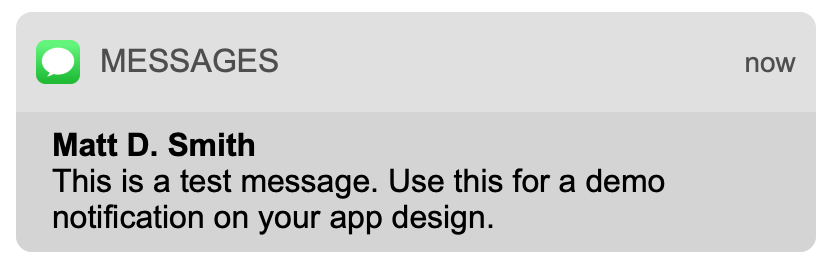 MESSAGES
now
Matt D. Smith
This is a test message. Use this for a demo
notification on your app design.